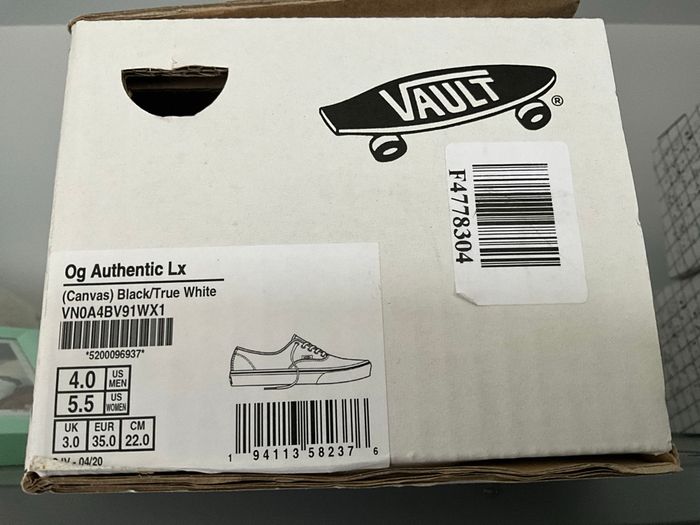 VAULT
®
F4778304
Og Authentic Lx
(Canvas) Black/True White
VN0A4BV91WX1
*5200096937*
4.0 US MEN
5.5 US WOMEN
UK EUR CM
3.0 35.0 22.0
- 04/20
1 94113 58237 6